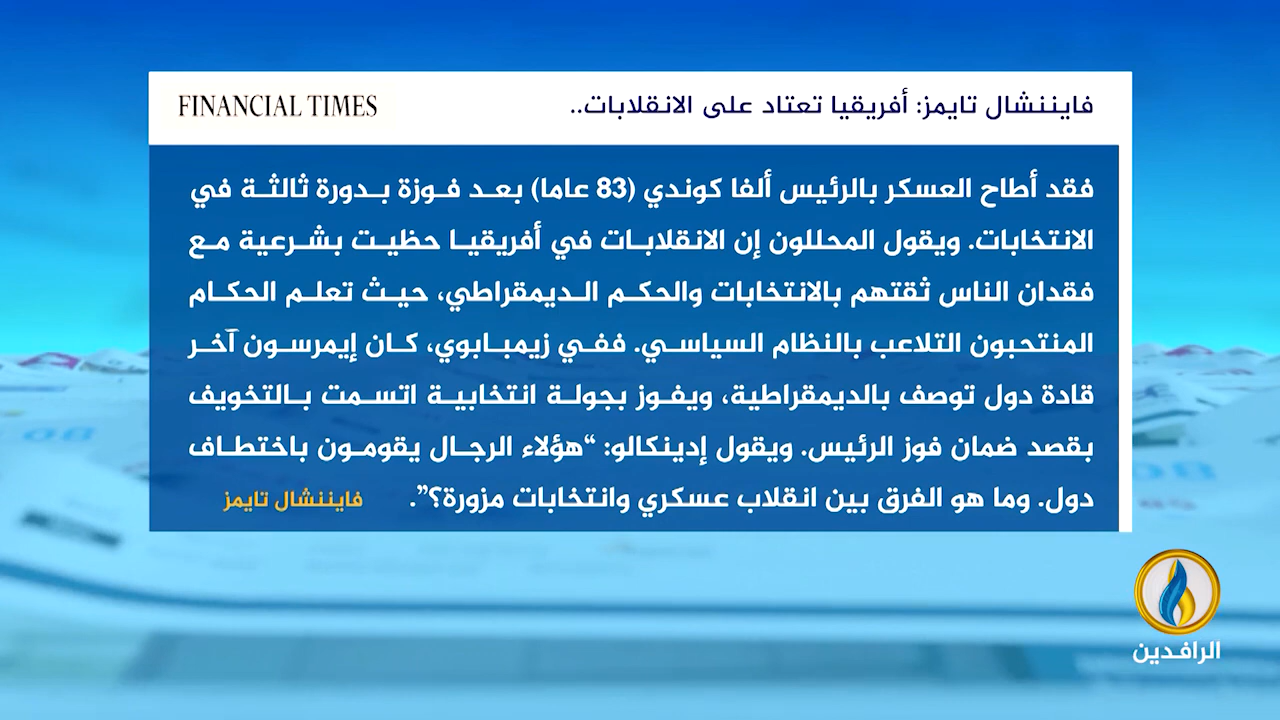 FINANCIAL TIMES
فايننشال تايمز: أفريقيا تعتاد على الانقلابات..
فقد أطاح العسكر بالرئيس ألفا كوندي (83 عاما) بعد فوزة بدورة ثالثة في
الانتخابات. ويقول المحللون إن الانقلابات في أفريقيا حظيت بشرعية مع
فقدان الناس ثقتهم بالانتخابات والحكم الديمقراطي، حيث تعلم الحكام
المنتحبون التلاعب بالنظام السياسي. ففي زيمبابوي، كان إيمرسون آخر
قادة دول توصف بالديمقراطية، ويفوز بجولة انتخابية اتسمت بالتخويف
بقصد ضمان فوز الرئيس. ويقول إدينكالو: “هؤلاء الرجال يقومون باختطاف
دول. وما هو الفرق بين انقلاب عسكري وانتخابات مزورة؟”.
فايننشال تايمز
الرافدين